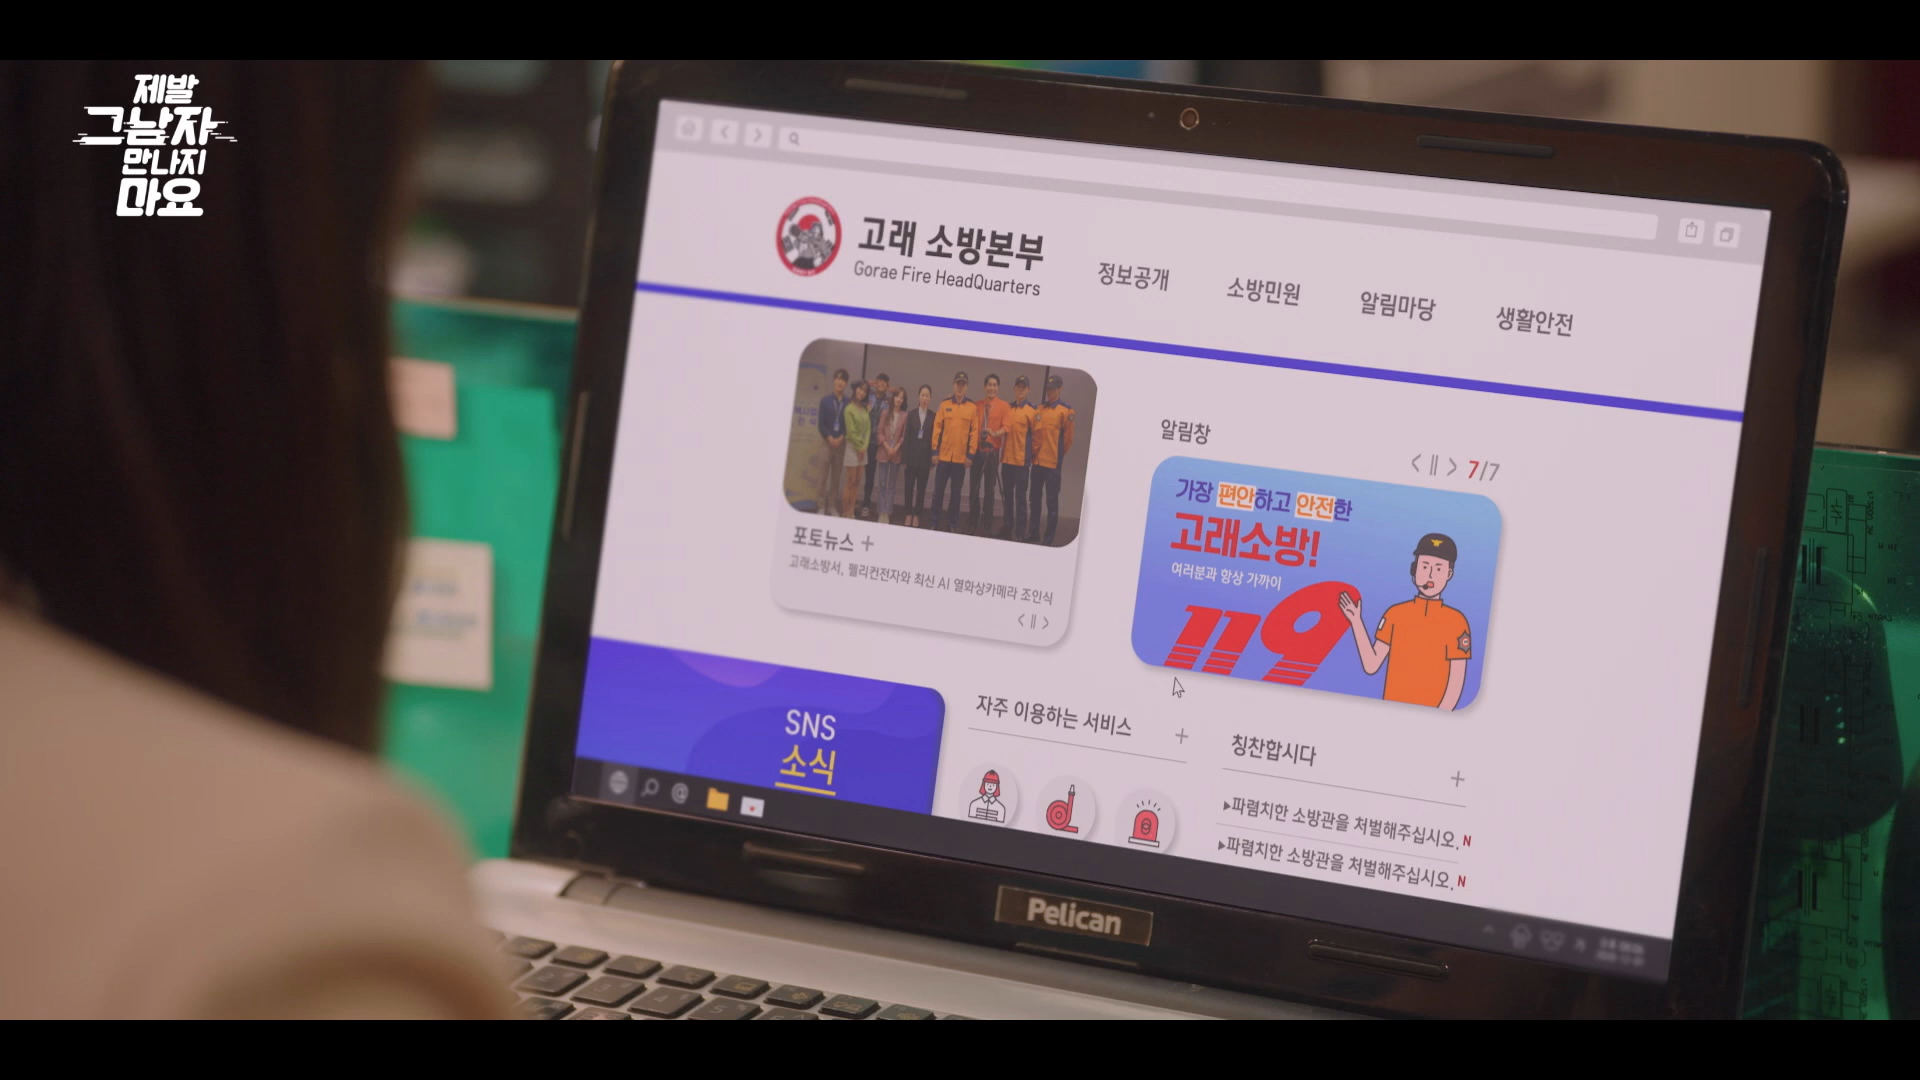 제발
그 남자
만나지
마요
고래 소방본부
Gorae Fire HeadQuarters
정보공개
소방민원
알림마당
생활안전
포토뉴스 +
고래소방서, 펠리컨전자와 최신 AI 열화상카메라 조인식
알림창
7/7
가장 편안하고 안전한
고래소방!
여러분과 항상 가까이
119
SNS
소식
자주 이용하는 서비스 +
칭찬합시다 +
▸파렴치한 소방관을 처벌해주십시오. N
▸파렴치한 소방관을 처벌해주십시오. N
Pelican